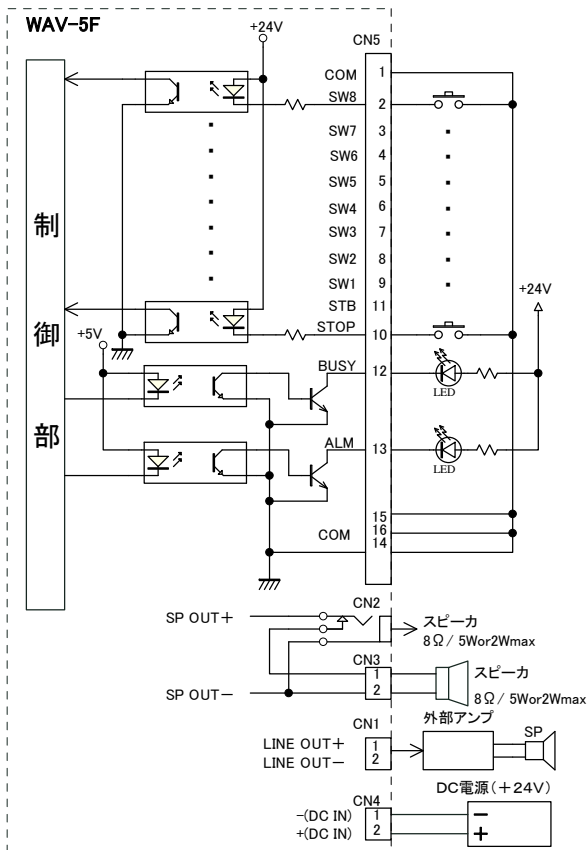 WAV-5F
+24V
CN5
COM 1
SW8 2
SW7 3
SW6 4
SW5 5
SW4 6
SW3 7
SW2 8
SW1 9
+24V
STB 11
STOP 10
+5V
BUSY 12
LED
ALM 13
LED
15
16
COM 14
制御部
CN2
SP OUT+
スピーカ
8Ω/ 5Wor2Wmax
CN3
1
スピーカ
SP OUT− 2
8Ω/ 5Wor2Wmax
CN1
外部アンプ
SP
LINE OUT+ 1
LINE OUT− 2
DC電源(+24V)
CN4
-(DC IN) 1 −
+(DC IN) 2 +